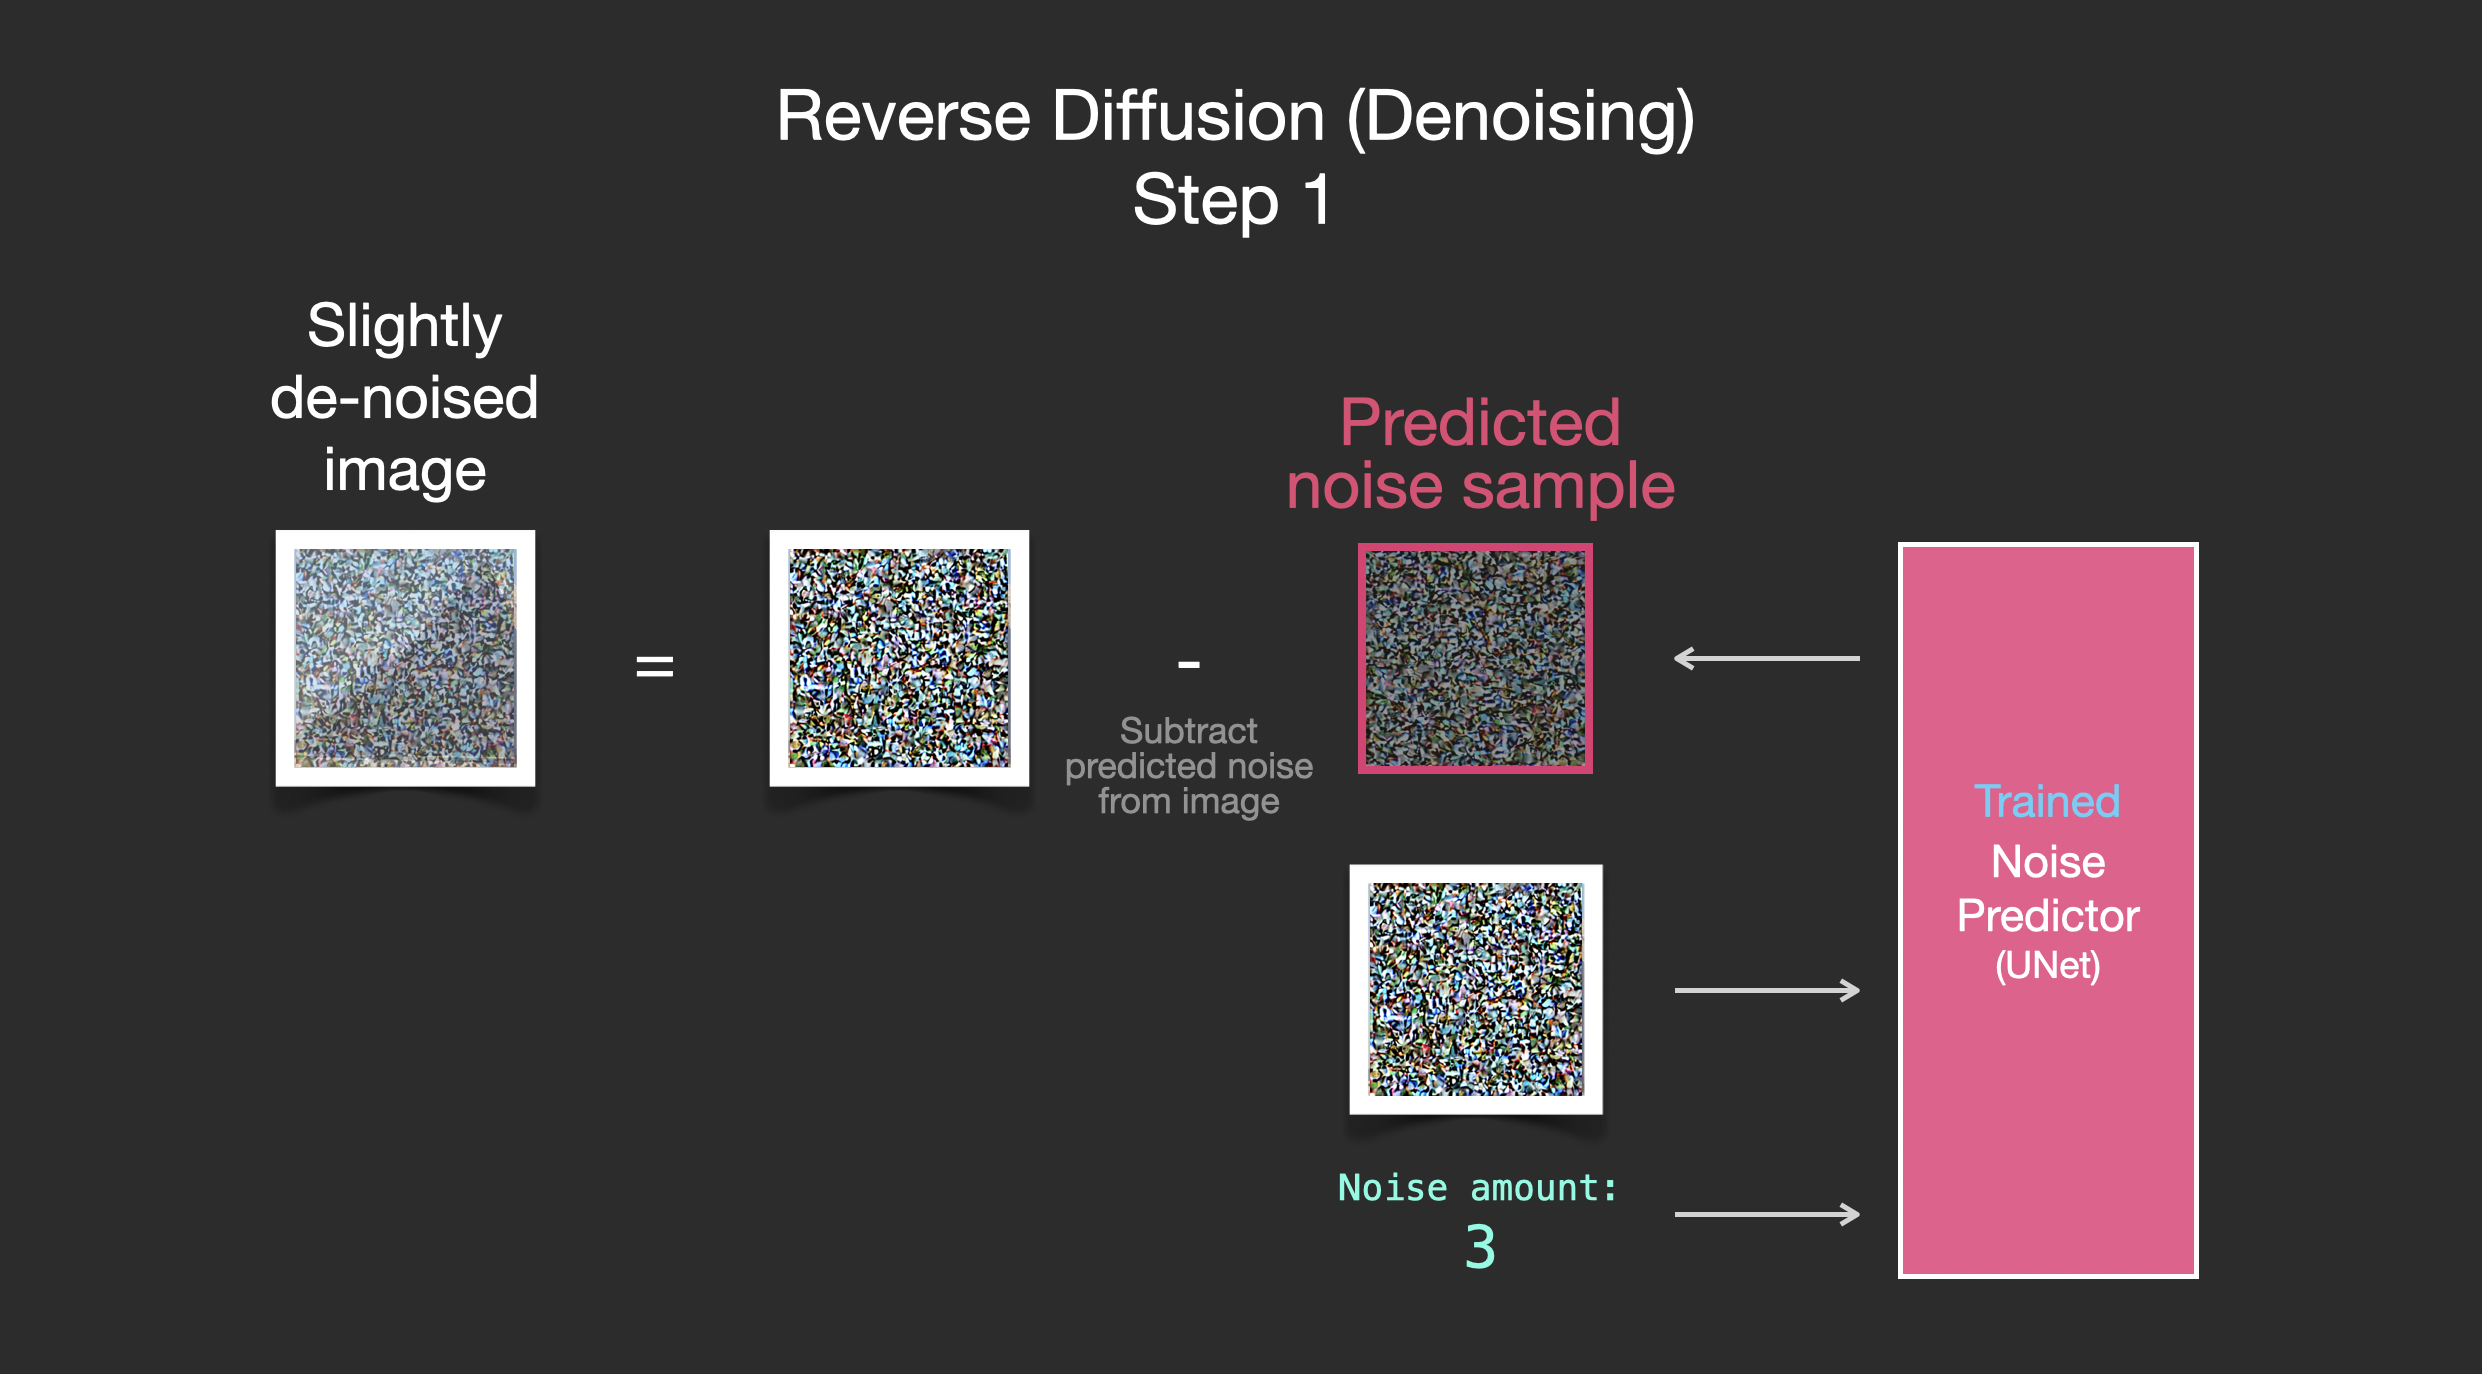 Reverse Diffusion (Denoising)
Step 1
Slightly
de-noised
image
=
-
Subtract
predicted noise
from image
Predicted
noise sample
Noise amount:
3
Trained
Noise
Predictor
(UNet)